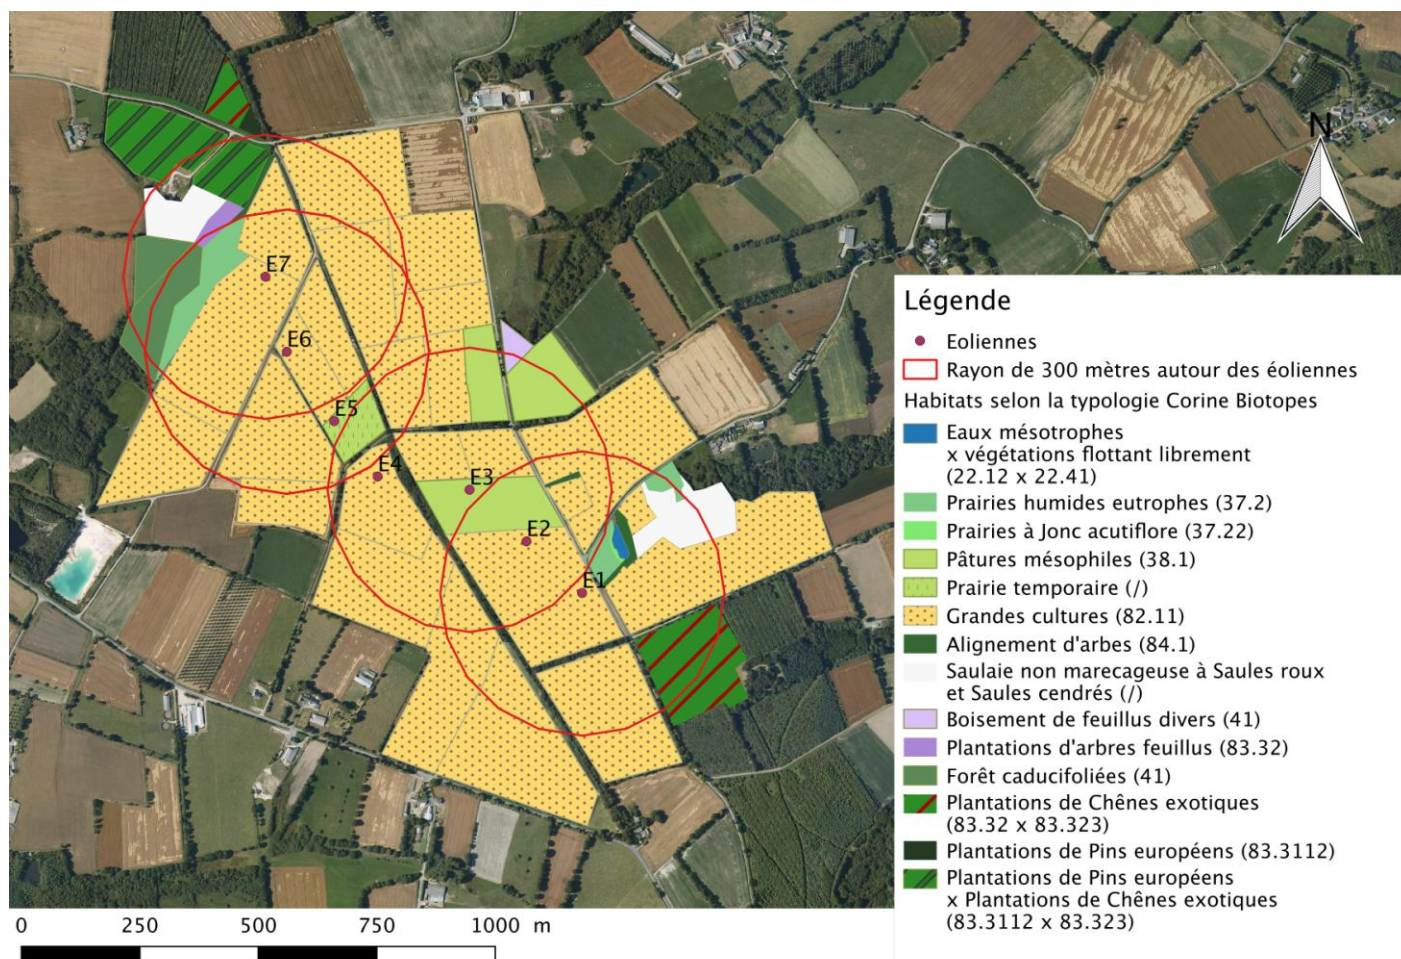 N
E7
E6
E5
E4
E3
E2
E1
Légende
Eoliennes
Rayon de 300 mètres autour des éoliennes
Habitats selon la typologie Corine Biotopes
Eaux mésotrophes
x végétations flottant librement
(22.12 x 22.41)
Prairies humides eutrophes (37.2)
Prairies à Jonc acutiflore (37.22)
Pâtures mésophiles (38.1)
Prairie temporaire (/)
Grandes cultures (82.11)
Alignement d'arbes (84.1)
Saulaie non marecageuse à Saules roux
et Saules cendrés (/)
Boisement de feuillus divers (41)
Plantations d'arbres feuillus (83.32)
Forêt caducifoliées (41)
Plantations de Chênes exotiques
(83.32 x 83.323)
Plantations de Pins européens (83.3112)
Plantations de Pins européens
x Plantations de Chênes exotiques
(83.3112 x 83.323)
0 250 500 750 1000 m